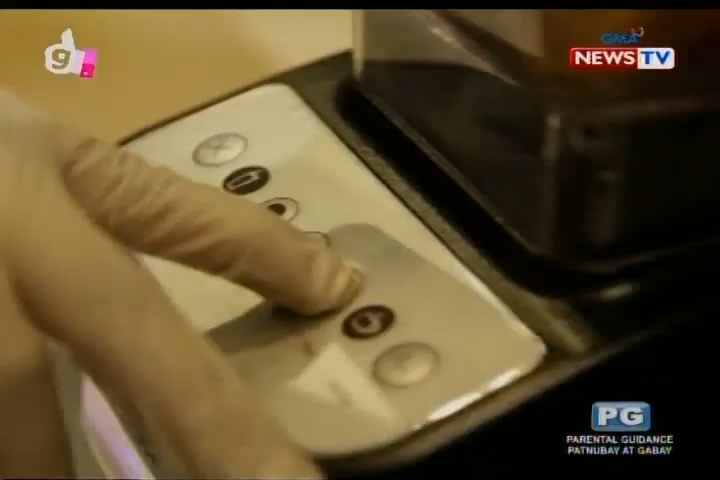 g
GMA
NEWS TV
PG
PARENTAL GUIDANCE
PATNUBAY AT GABAY